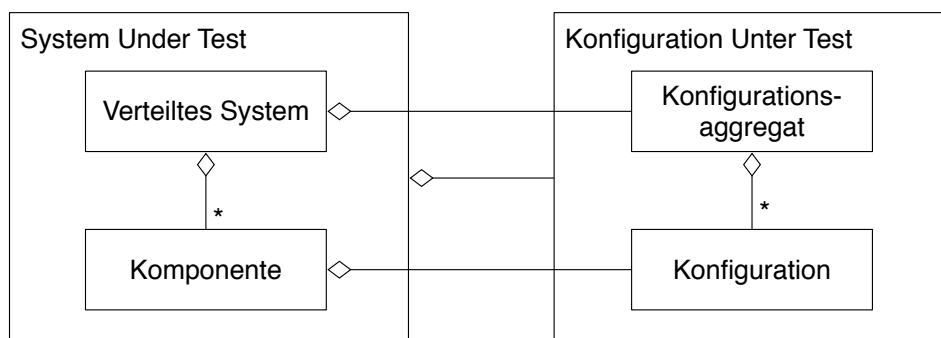 System Under Test
Konfiguration Unter Test
Verteiltes System
Konfigurations-
aggregat
*
*
Komponente
Konfiguration